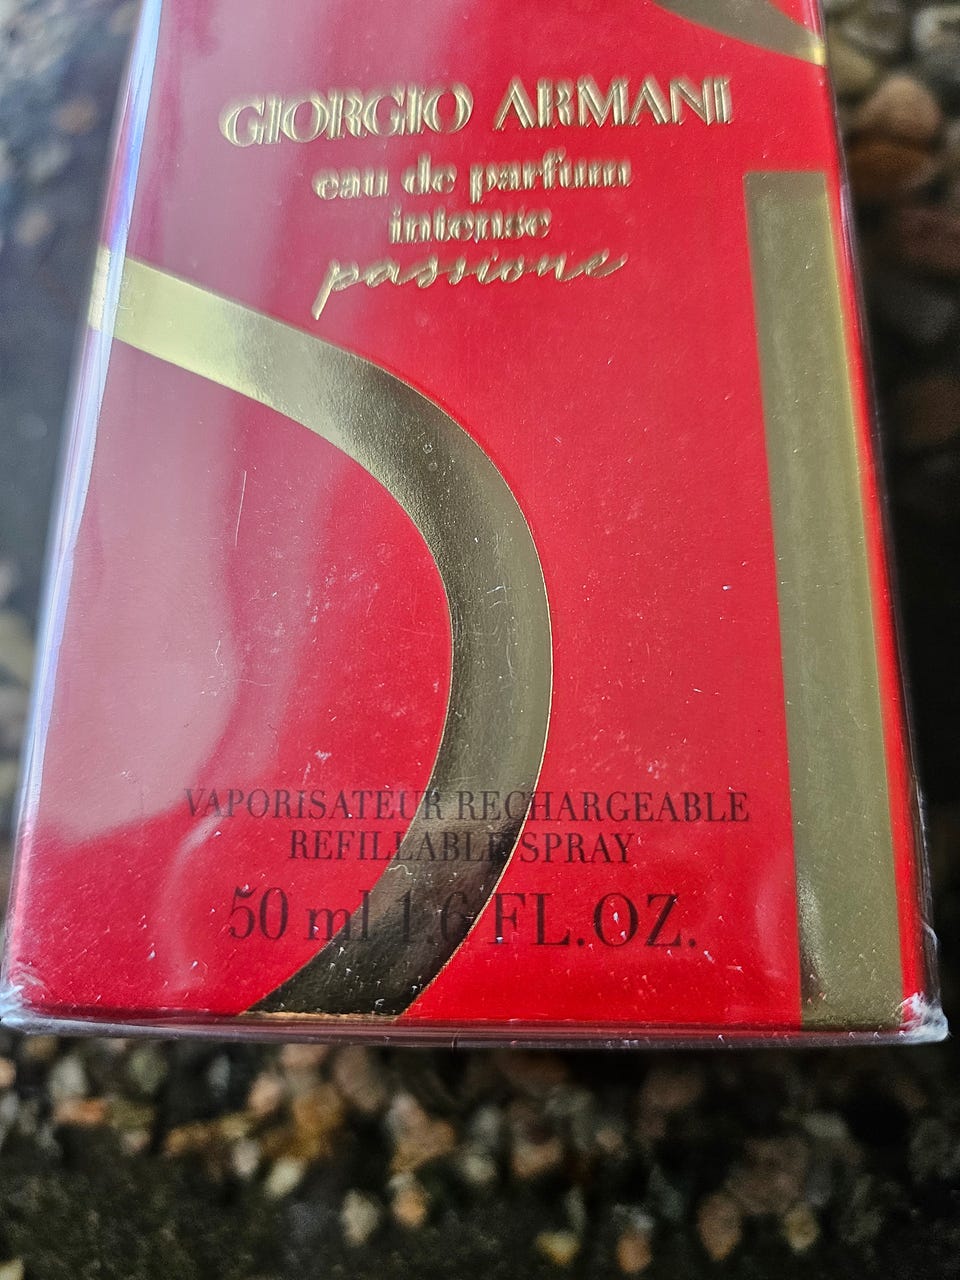 GIORGIO ARMANI
eau de parfum
intense
passione
VAPORISATEUR RECHARGEABLE
REFILLABLE SPRAY
50 ml 1.6 FL.OZ.